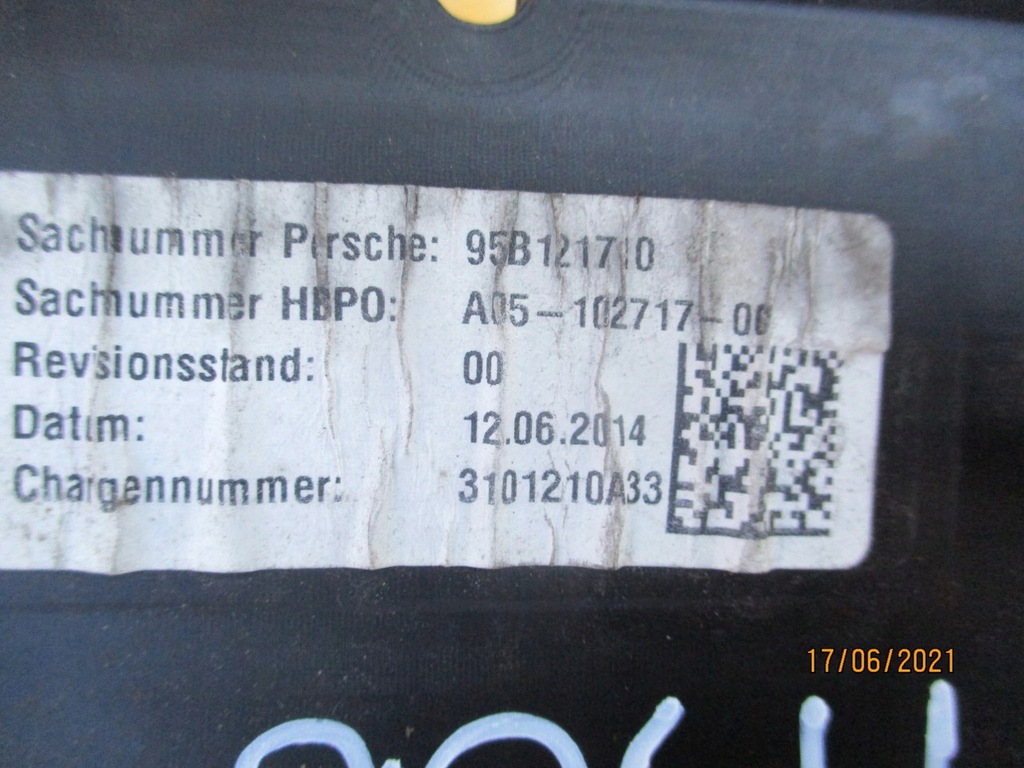 Sachnummer Porsche: 95B121710
Sachnummer HBPO: A05-102717-00
Revisionsstand: 00
Datum: 12.06.2014
Chargennummer: 3101210A33
17/06/2021